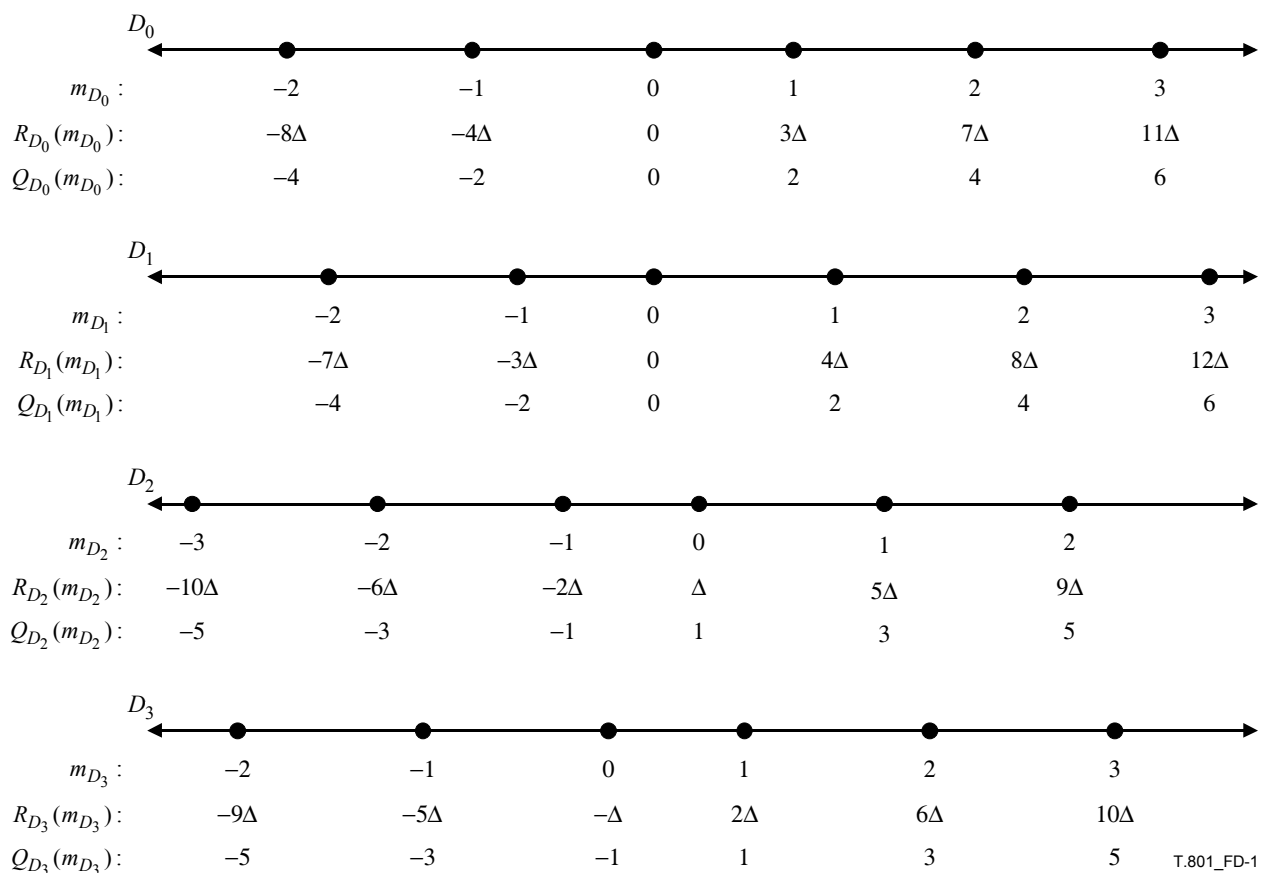 D₀
m_D₀ : −2 −1 0 1 2 3
R_D₀(m_D₀) : −8Δ −4Δ 0 3Δ 7Δ 11Δ
Q_D₀(m_D₀) : −4 −2 0 2 4 6
D₁
m_D₁ : −2 −1 0 1 2 3
R_D₁(m_D₁) : −7Δ −3Δ 0 4Δ 8Δ 12Δ
Q_D₁(m_D₁) : −4 −2 0 2 4 6
D₂
m_D₂ : −3 −2 −1 0 1 2
R_D₂(m_D₂) : −10Δ −6Δ −2Δ Δ 5Δ 9Δ
Q_D₂(m_D₂) : −5 −3 −1 1 3 5
D₃
m_D₃ : −2 −1 0 1 2 3
R_D₃(m_D₃) : −9Δ −5Δ −Δ 2Δ 6Δ 10Δ
Q_D₃(m_D₃) : −5 −3 −1 1 3 5 T.801_FD-1